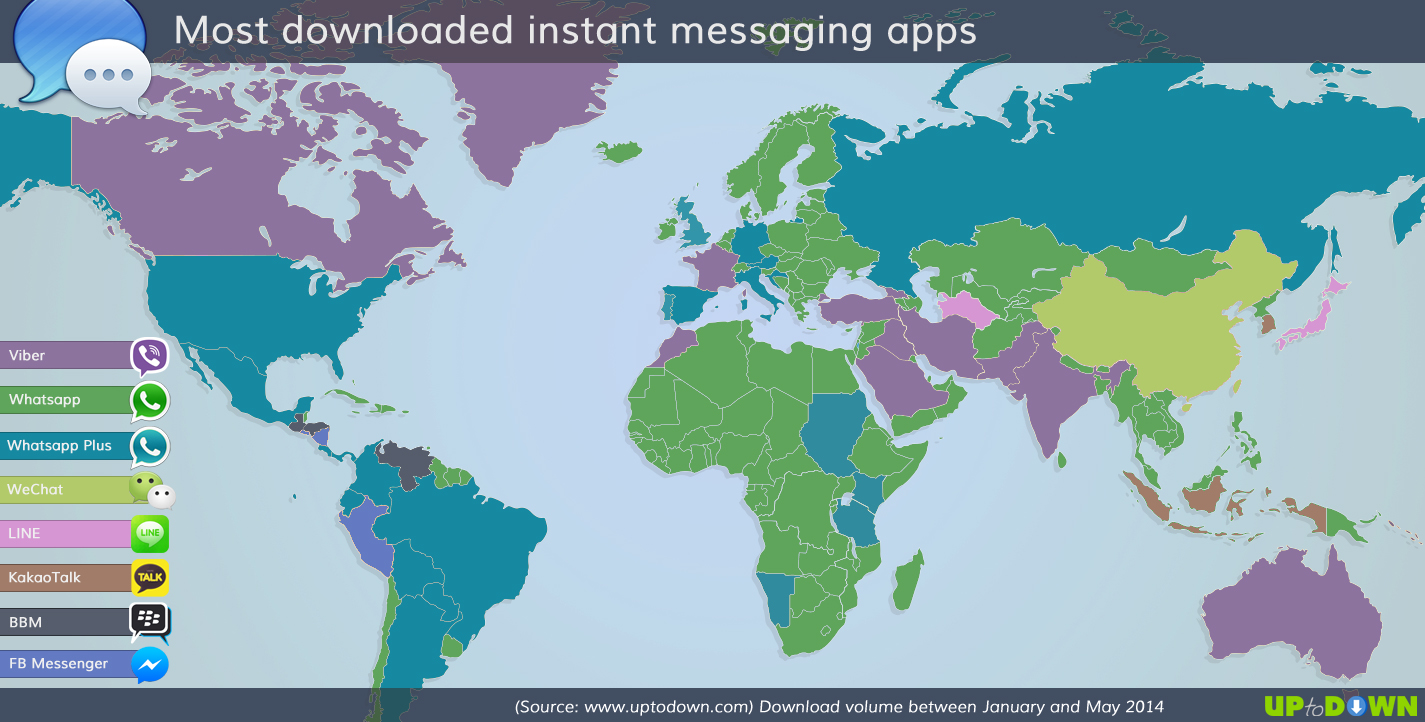 Most downloaded instant messaging apps
Viber
Whatsapp
Whatsapp Plus
WeChat
LINE
LINE
KakaoTalk
TALK
BBM
FB Messenger
(Source: www.uptodown.com) Download volume between January and May 2014
UPtoDOWN